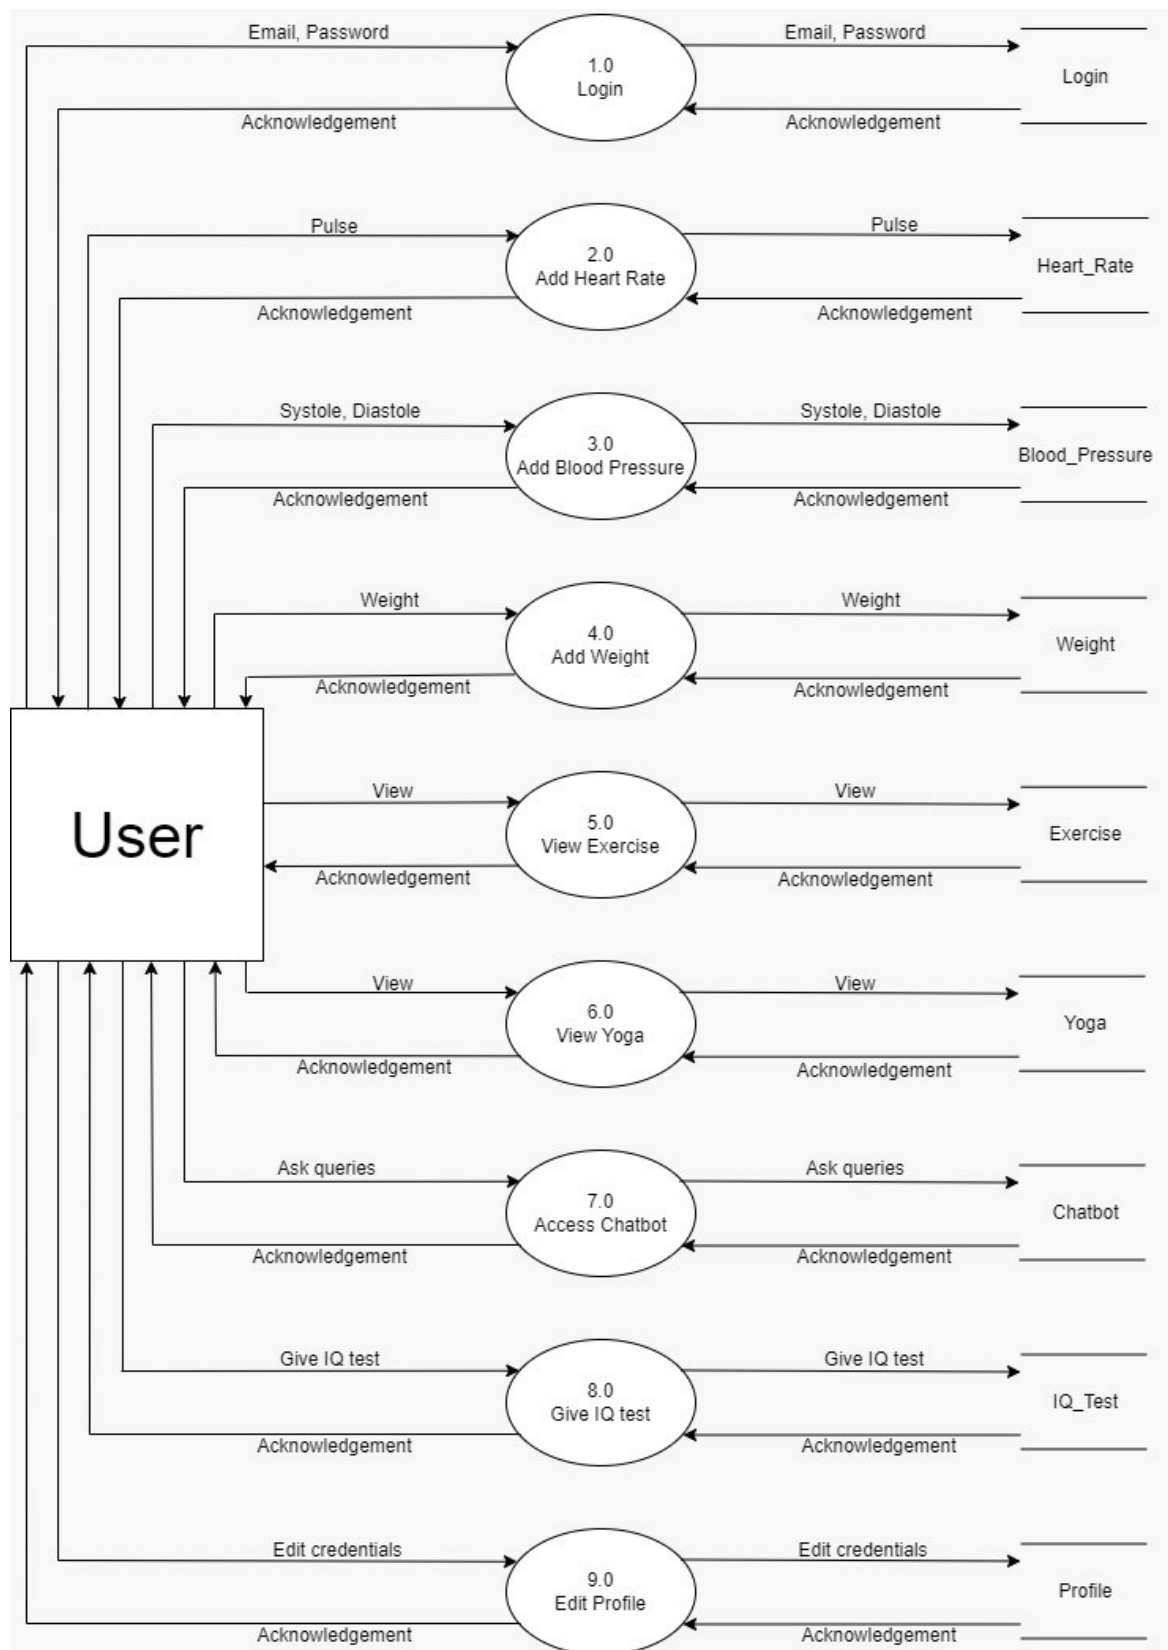 Email, Password
Email, Password
1.0
Login
Login
Acknowledgement
Acknowledgement
Pulse
Pulse
2.0
Add Heart Rate
Heart_Rate
Acknowledgement
Acknowledgement
Systole, Diastole
Systole, Diastole
3.0
Add Blood Pressure
Blood_Pressure
Acknowledgement
Acknowledgement
Weight
Weight
4.0
Add Weight
Weight
Acknowledgement
Acknowledgement
User
View
View
5.0
View Exercise
Exercise
Acknowledgement
Acknowledgement
View
View
6.0
View Yoga
Yoga
Acknowledgement
Acknowledgement
Ask queries
Ask queries
7.0
Access Chatbot
Chatbot
Acknowledgement
Acknowledgement
Give IQ test
Give IQ test
8.0
Give IQ test
IQ_Test
Acknowledgement
Acknowledgement
Edit credentials
Edit credentials
9.0
Edit Profile
Profile
Acknowledgement
Acknowledgement